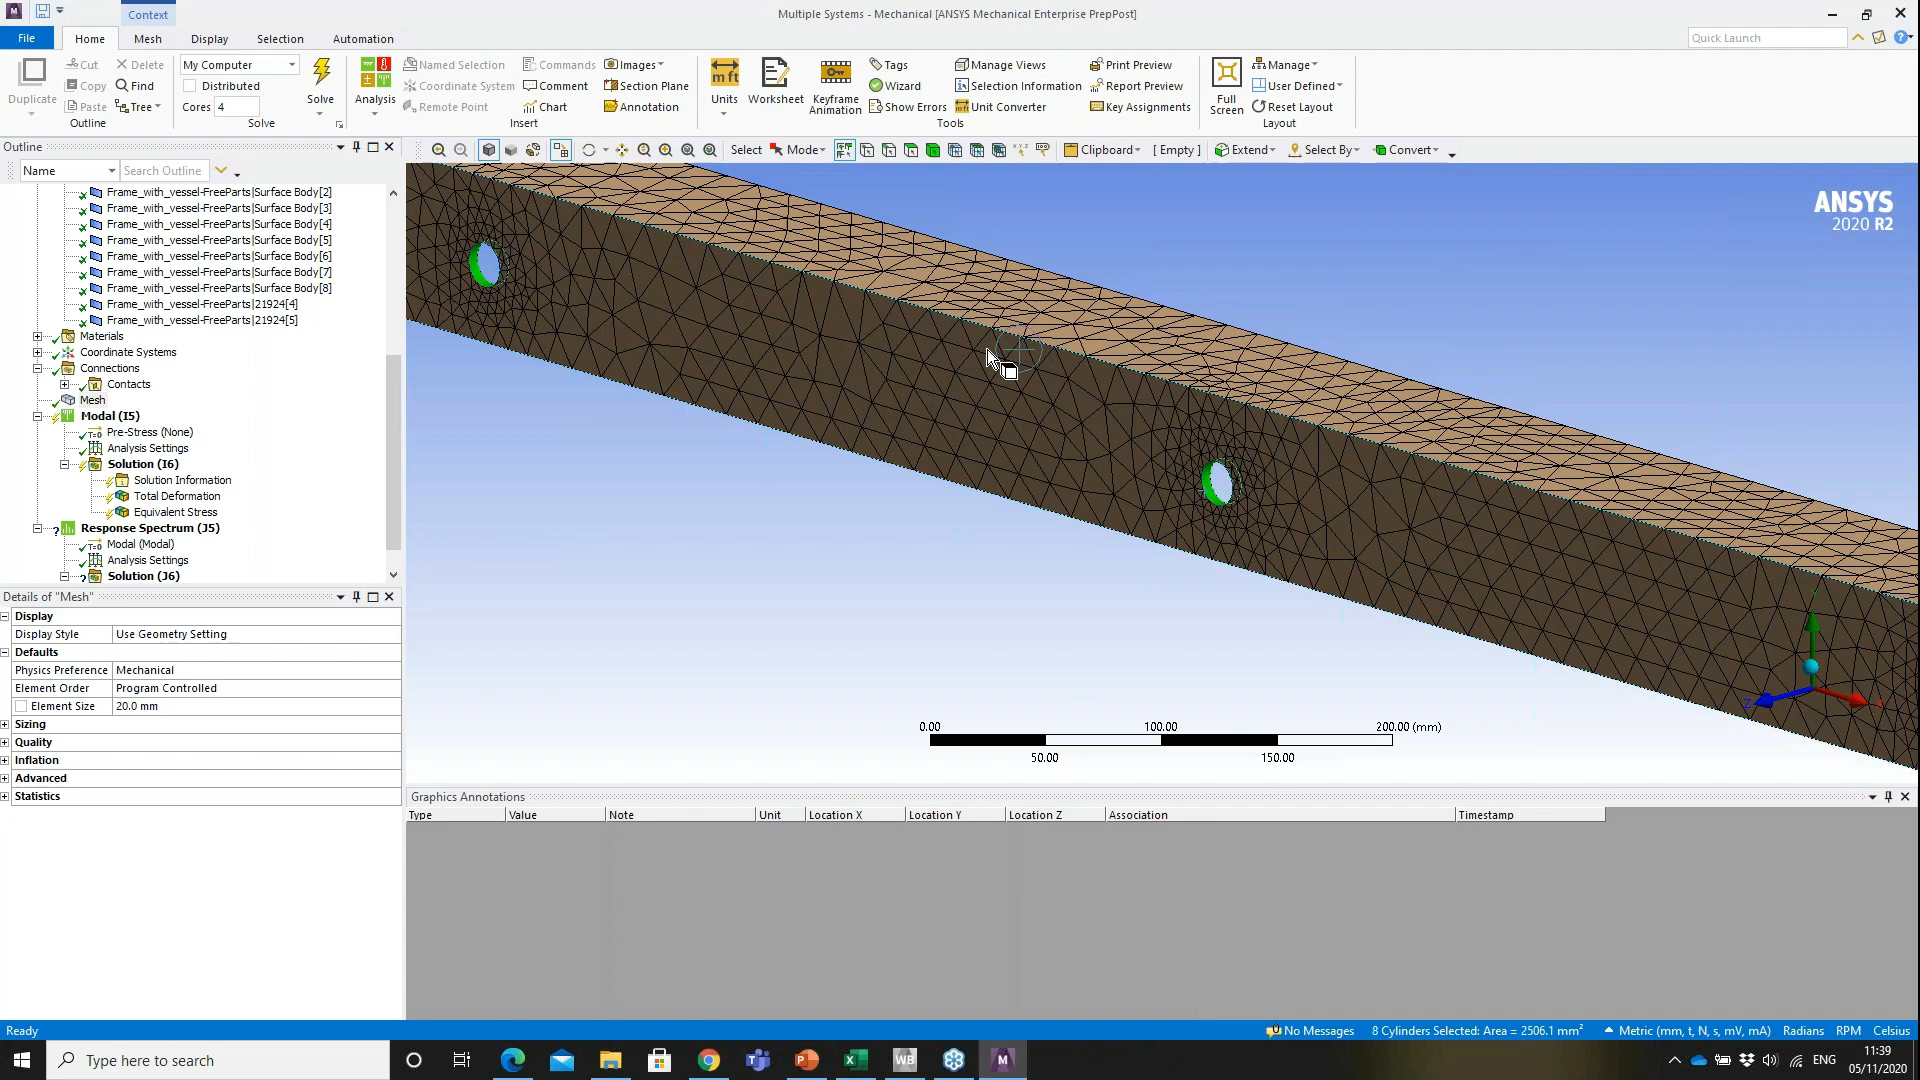 Context
Multiple Systems - Mechanical [ANSYS Mechanical Enterprise PrepPost]
File Home Mesh Display Selection Automation
Quick Launch
Duplicate
Cut Delete
Copy Find
Paste Tree
Outline
My Computer
Distributed
Cores 4
Solve
Solve
Analysis
Named Section Commands Images
Coordinate System Comment Section Plane
Remote Point Chart Annotation
Insert
Units Worksheet Keyframe Animation
Tags Manage Views Print Preview
Wizard Selection Information Report Preview
Show Errors Unit Converter Key Assignments
Tools
Full Screen
Manage
User Defined
Reset Layout
Layout
Outline
Name Search Outline
Select Mode Clipboard [ Empty ] Extend Select By Convert
Frame_with_vessel-FreeParts|Surface Body[2]
Frame_with_vessel-FreeParts|Surface Body[3]
Frame_with_vessel-FreeParts|Surface Body[4]
Frame_with_vessel-FreeParts|Surface Body[5]
Frame_with_vessel-FreeParts|Surface Body[6]
Frame_with_vessel-FreeParts|Surface Body[7]
Frame_with_vessel-FreeParts|Surface Body[8]
Frame_with_vessel-FreeParts|21924[4]
Frame_with_vessel-FreeParts|21924[5]
Materials
Coordinate Systems
Connections
Contacts
Mesh
Modal (I5)
Pre-Stress (None)
Analysis Settings
Solution (I6)
Solution Information
Total Deformation
Equivalent Stress
Response Spectrum (J5)
Modal (Modal)
Analysis Settings
Solution (J6)
ANSYS
2020 R2
0.00 100.00 200.00 (mm)
50.00 150.00
Details of "Mesh"
Display
Display Style Use Geometry Setting
Defaults
Physics Preference Mechanical
Element Order Program Controlled
Element Size 20.0 mm
Sizing
Quality
Inflation
Advanced
Statistics
Graphics Annotations
Type Value Note Unit Location X Location Y Location Z Association Timestamp
Ready
No Messages 8 Cylinders Selected: Area = 2506.1 mm² Metric (mm, t, N, s, mV, mA) Radians RPM Celsius
Type here to search
ENG
11:39
05/11/2020